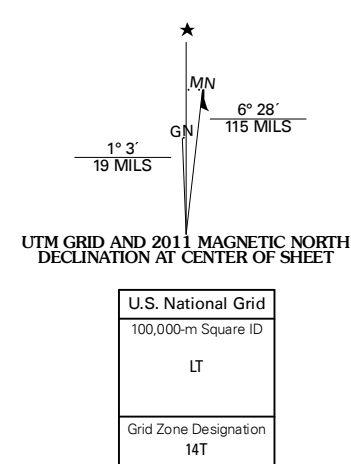 ★
MN
6° 28´
GN
115 MILS
1° 3´
19 MILS
UTM GRID AND 2011 MAGNETIC NORTH
DECLINATION AT CENTER OF SHEET
U.S. National Grid
100,000-m Square ID
LT
Grid Zone Designation
14T